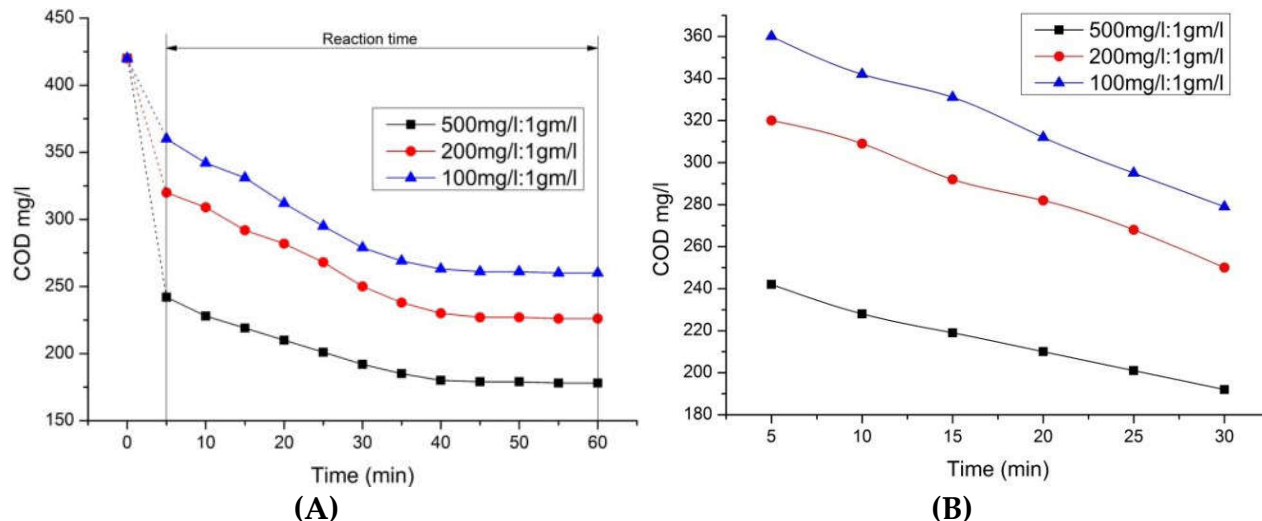 450
400
350
300
250
200
150
COD mg/l
Reaction time
500mg/l:1gm/l
200mg/l:1gm/l
100mg/l:1gm/l
0
10
20
30
40
50
60
Time (min)
(A)
360
340
320
300
280
260
240
220
200
180
COD mg/l
500mg/l:1gm/l
200mg/l:1gm/l
100mg/l:1gm/l
5
10
15
20
25
30
Time (min)
(B)